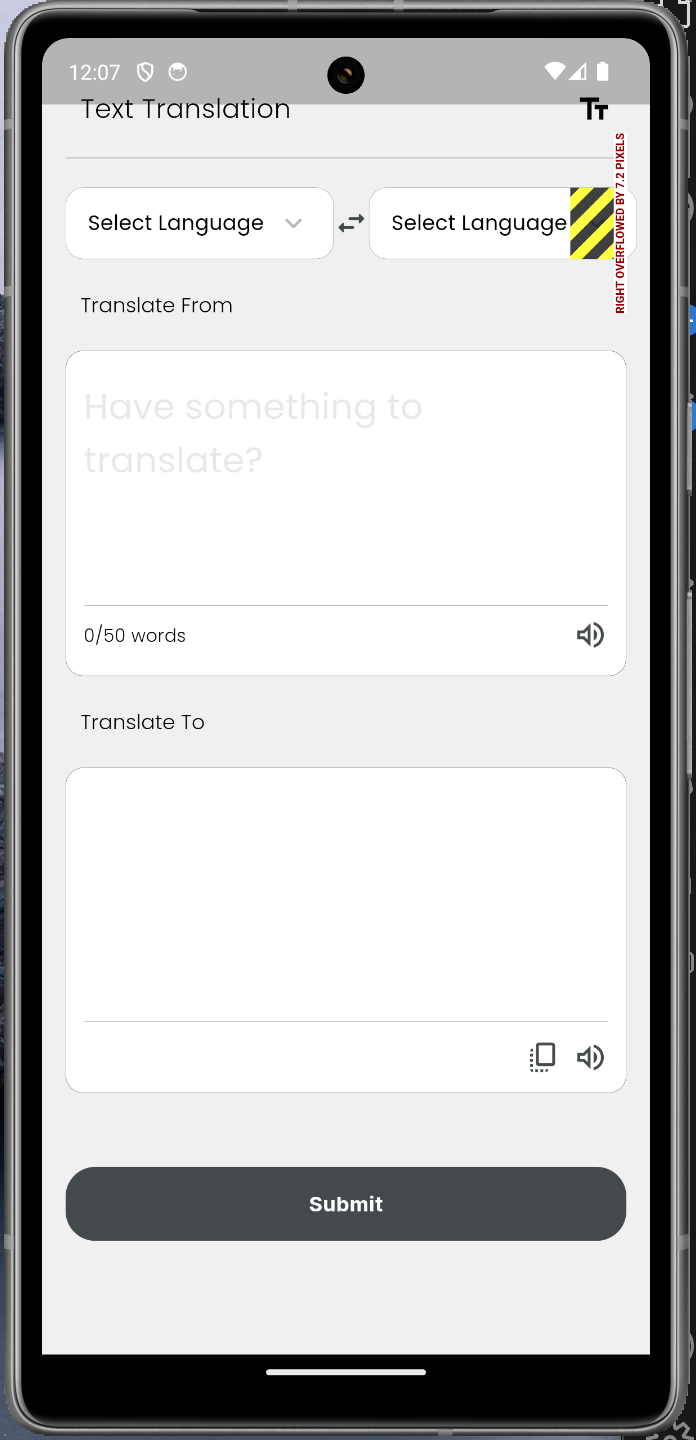 12:07
Text Translation
Select Language
Select Language
RIGHT OVERFLOWED BY 7.2 PIXELS
Translate From
Have something to
translate?
0/50 words
Translate To
Submit